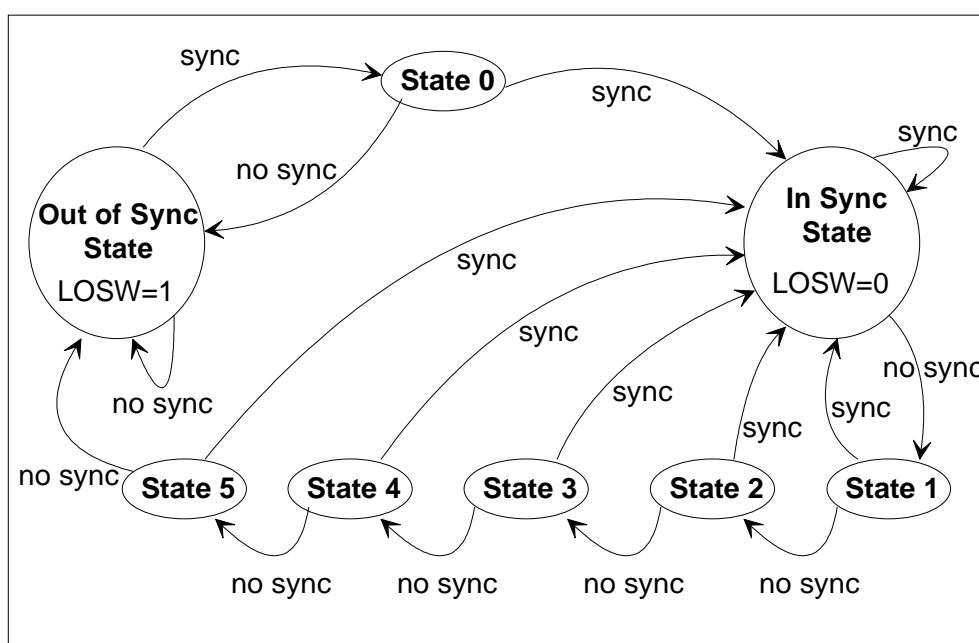 sync
State 0
sync
no sync
sync
Out of Sync
State
LOSW=1
In Sync
State
LOSW=0
sync
sync
no sync
no sync
sync
sync
sync
no sync
State 5
State 4
State 3
State 2
State 1
no sync
no sync
no sync
no sync